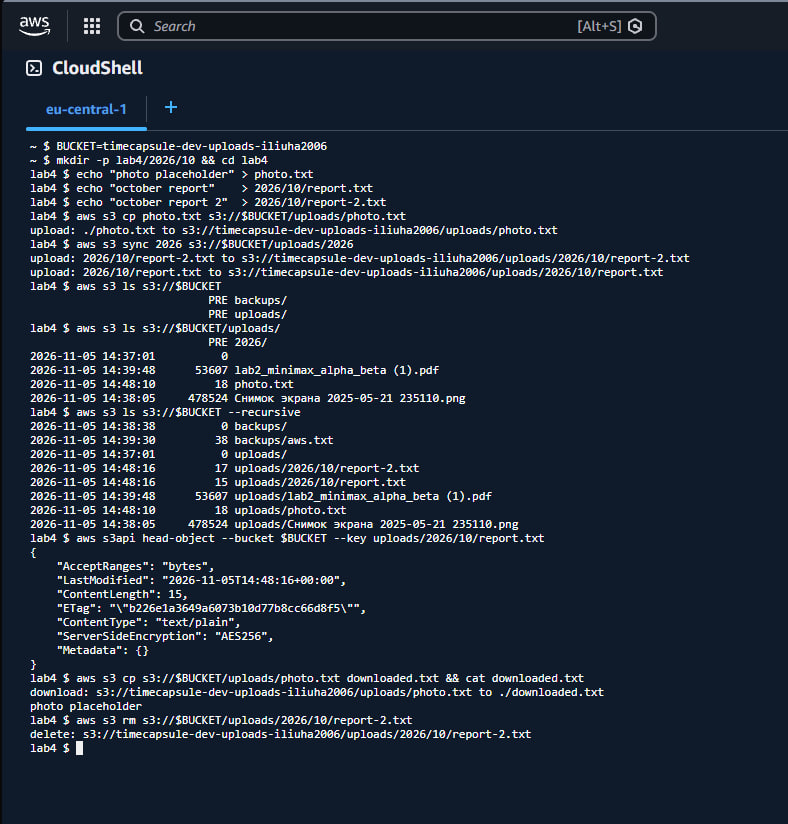 aws
Search [Alt+S]
CloudShell
eu-central-1 +
~ $ BUCKET=timecapsule-dev-uploads-iliuha2006
~ $ mkdir -p lab4/2026/10 && cd lab4
lab4 $ echo "photo placeholder" > photo.txt
lab4 $ echo "october report"    > 2026/10/report.txt
lab4 $ echo "october report 2"  > 2026/10/report-2.txt
lab4 $ aws s3 cp photo.txt s3://$BUCKET/uploads/photo.txt
upload: ./photo.txt to s3://timecapsule-dev-uploads-iliuha2006/uploads/photo.txt
lab4 $ aws s3 sync 2026 s3://$BUCKET/uploads/2026
upload: 2026/10/report-2.txt to s3://timecapsule-dev-uploads-iliuha2006/uploads/2026/10/report-2.txt
upload: 2026/10/report.txt to s3://timecapsule-dev-uploads-iliuha2006/uploads/2026/10/report.txt
lab4 $ aws s3 ls s3://$BUCKET
                           PRE backups/
                           PRE uploads/
lab4 $ aws s3 ls s3://$BUCKET/uploads/
                           PRE 2026/
2026-11-05 14:37:01          0
2026-11-05 14:39:48      53607 lab2_minimax_alpha_beta (1).pdf
2026-11-05 14:48:10         18 photo.txt
2026-11-05 14:38:05     478524 Снимок экрана 2025-05-21 235110.png
lab4 $ aws s3 ls s3://$BUCKET --recursive
2026-11-05 14:38:38          0 backups/
2026-11-05 14:39:30         38 backups/aws.txt
2026-11-05 14:37:01          0 uploads/
2026-11-05 14:48:16         17 uploads/2026/10/report-2.txt
2026-11-05 14:48:16         15 uploads/2026/10/report.txt
2026-11-05 14:39:48      53607 uploads/lab2_minimax_alpha_beta (1).pdf
2026-11-05 14:48:10         18 uploads/photo.txt
2026-11-05 14:38:05     478524 uploads/Снимок экрана 2025-05-21 235110.png
lab4 $ aws s3api head-object --bucket $BUCKET --key uploads/2026/10/report.txt
{
    "AcceptRanges": "bytes",
    "LastModified": "2026-11-05T14:48:16+00:00",
    "ContentLength": 15,
    "ETag": "\"b226e1a3649a6073b10d77b8cc66d8f5\"",
    "ContentType": "text/plain",
    "ServerSideEncryption": "AES256",
    "Metadata": {}
}
lab4 $ aws s3 cp s3://$BUCKET/uploads/photo.txt downloaded.txt && cat downloaded.txt
download: s3://timecapsule-dev-uploads-iliuha2006/uploads/photo.txt to ./downloaded.txt
photo placeholder
lab4 $ aws s3 rm s3://$BUCKET/uploads/2026/10/report-2.txt
delete: s3://timecapsule-dev-uploads-iliuha2006/uploads/2026/10/report-2.txt
lab4 $